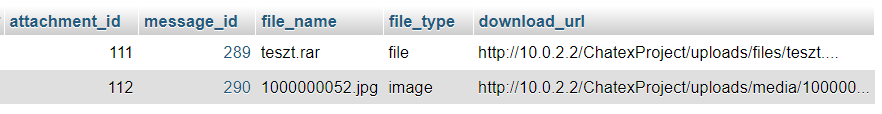 attachment_id message_id file_name file_type download_url
111 289 teszt.rar file http://10.0.2.2/ChatexProject/uploads/files/teszt....
112 290 1000000052.jpg image http://10.0.2.2/ChatexProject/uploads/media/100000...